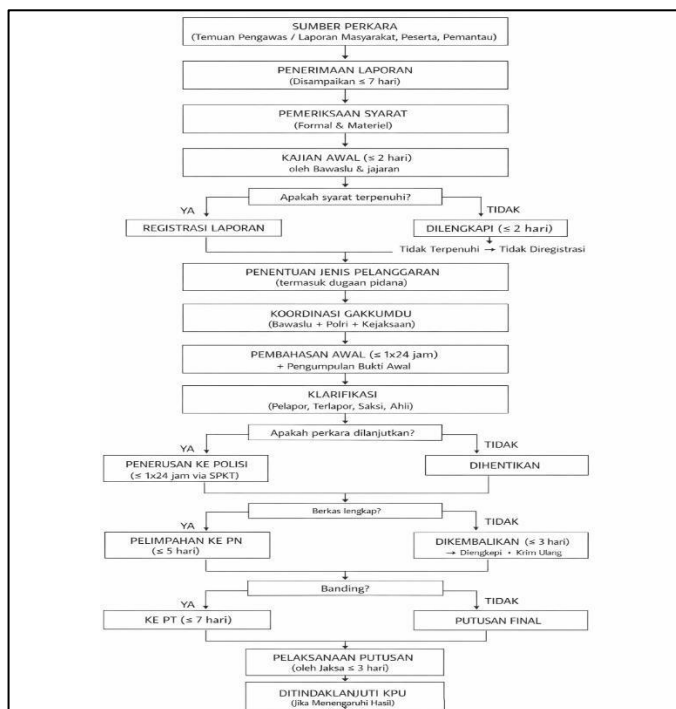 SUMBER PERKARA
(Temuan Pengawas / Laporan Masyarakat, Peserta, Pemantau)
PENERIMAAN LAPORAN
(Disampaikan ≤ 7 hari)
PEMERIKSAAN SYARAT
(Formal & Materiel)
KAJIAN AWAL (≤ 2 hari)
oleh Bawaslu & jajaran
Apakah syarat terpenuhi?
YA
TIDAK
REGISTRASI LAPORAN
DILENGKAPI (≤ 2 hari)
Tidak Terpenuhi → Tidak Diregistrasi
PENENTUAN JENIS PELANGGARAN
(termasuk dugaan pidana)
KOORDINASI GAKKUMDU
(Bawaslu + Polri + Kejaksaan)
PEMBAHASAN AWAL (≤ 1x24 jam)
+ Pengumpulan Bukti Awal
KLARIFIKASI
(Pelapor, Terlapor, Saksi, Ahli)
Apakah perkara dilanjutkan?
YA
TIDAK
PENERUSAN KE POLISI
(≤ 1x24 jam via SPKT)
DIHENTIKAN
Berkas lengkap?
YA
TIDAK
PELIMPAHAN KE PN
(≤ 5 hari)
DIKEMBALIKAN (≤ 3 hari)
→ Diengkepi • Krim Ulang
Banding?
YA
TIDAK
KE PT (≤ 7 hari)
PUTUSAN FINAL
PELAKSANAAN PUTUSAN
(oleh Jaksa ≤ 3 hari)
DITINDAKLANJUTI KPU
(Jika Menengaruhi Hasil)